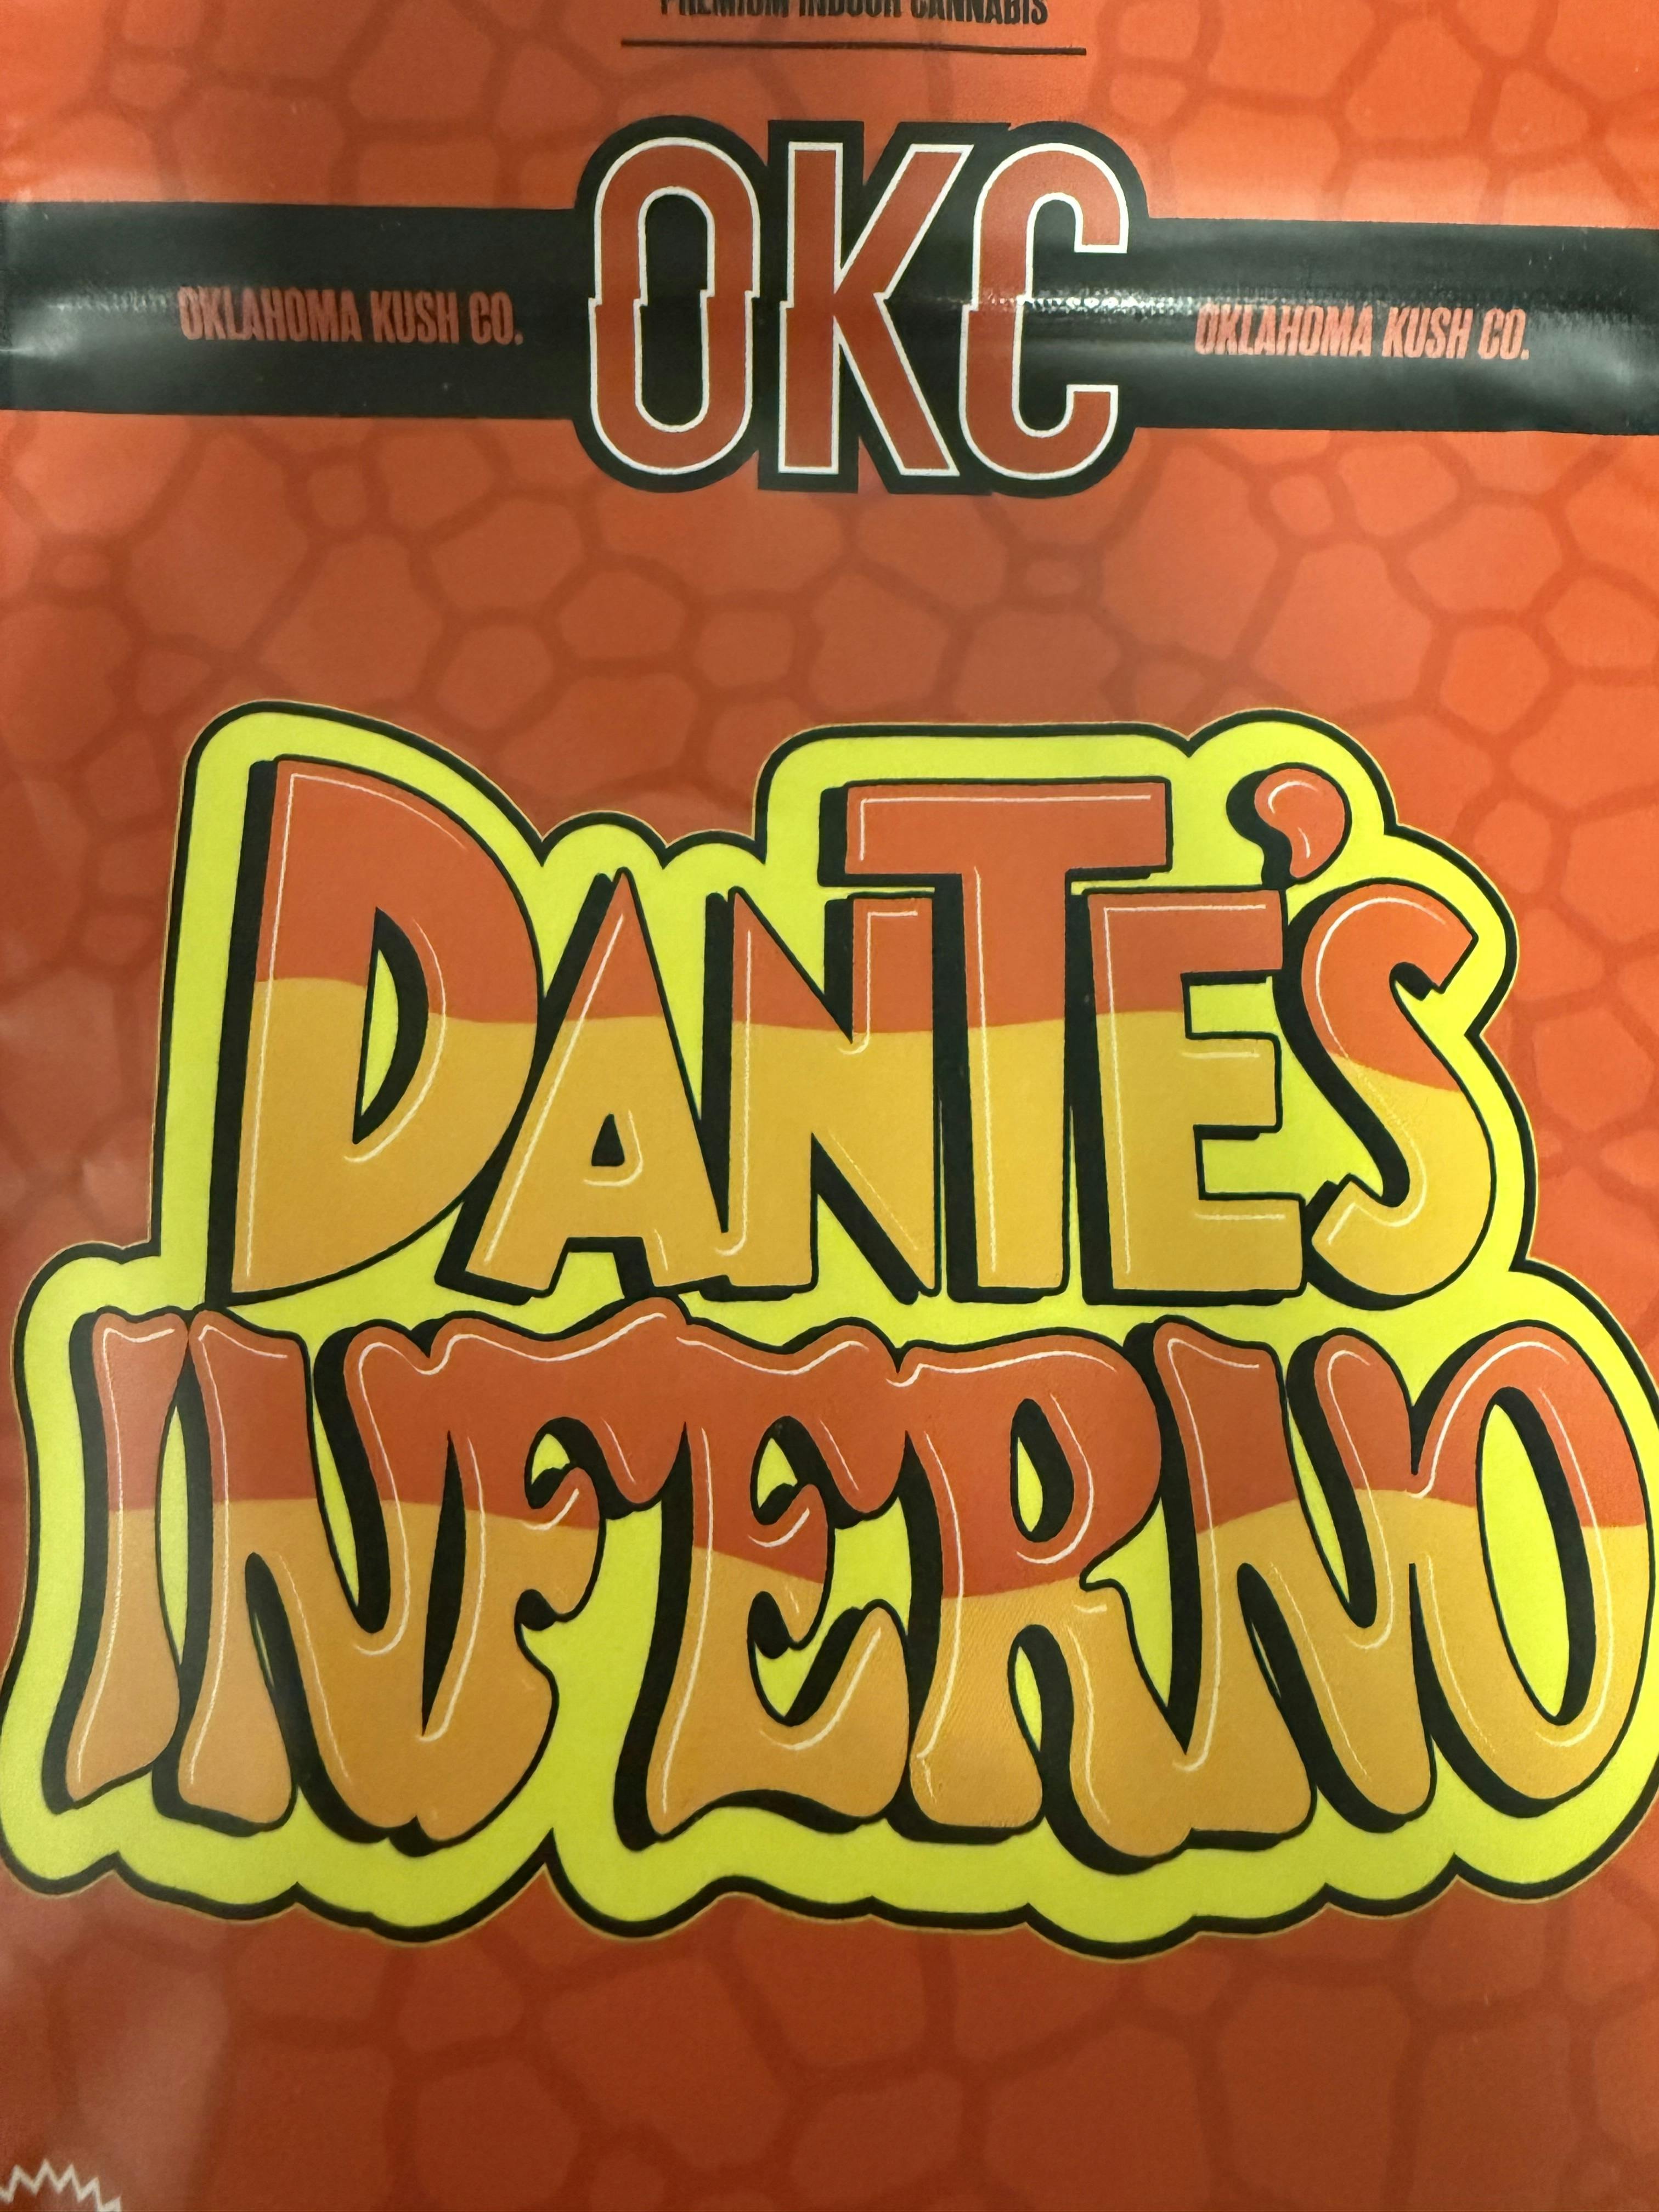 PREMIUM INDOOR CANNABIS
OKC
OKLAHOMA KUSH CO.
OKLAHOMA KUSH CO.
DANTE'S
INFERNO